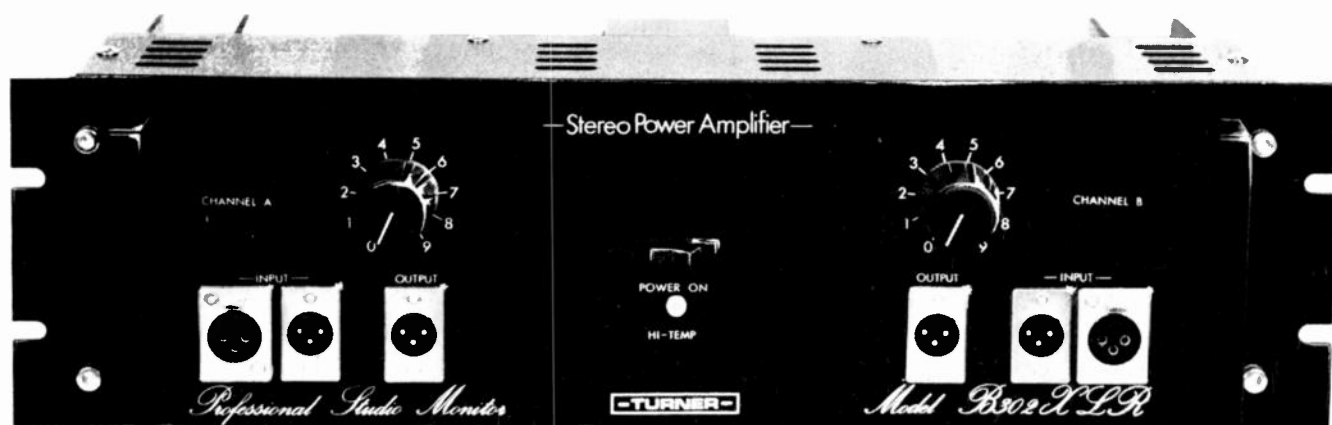 —Stereo Power Amplifier—
CHANNEL A
0 1 2 3 4 5 6 7 8 9
0 1 2 3 4 5 6 7 8 9
CHANNEL B
—INPUT—
OUTPUT
POWER ON
HI-TEMP
OUTPUT
—INPUT—
Professional Studio Monitor
-TURNER-
Model B302XLR